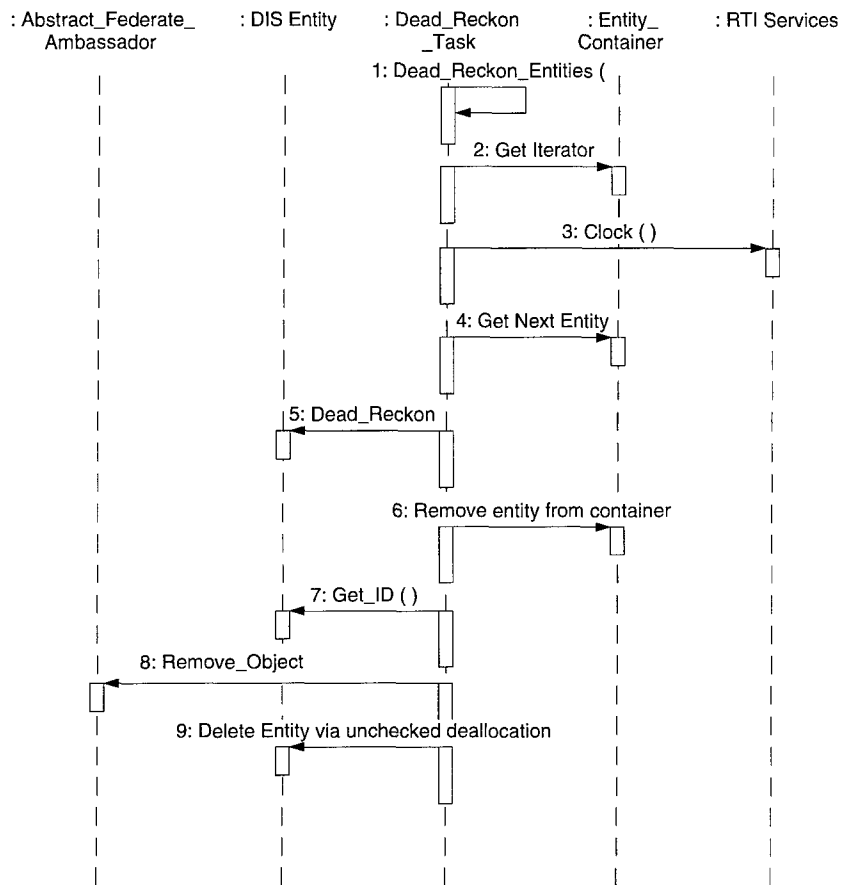 : Abstract_Federate_
Ambassador
: DIS Entity
: Dead_Reckon
_Task
: Entity_
Container
: RTI Services
1: Dead_Reckon_Entities (
2: Get Iterator
3: Clock ( )
4: Get Next Entity
5: Dead_Reckon
6: Remove entity from container
7: Get_ID ( )
8: Remove_Object
9: Delete Entity via unchecked deallocation